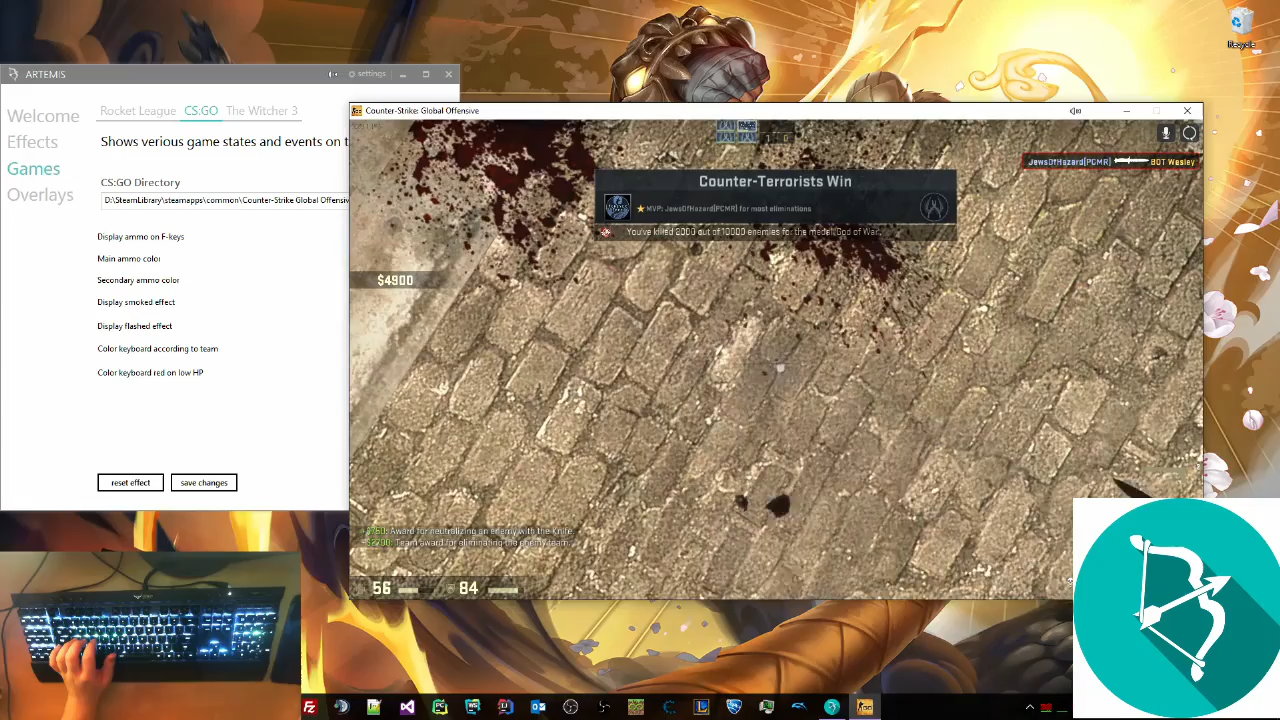 Recycle
ARTEMIS
settings
Welcome
Effects
Games
Overlays
Rocket League CS:GO The Witcher 3
Shows verious game states and events on t
CS:GO Directory
D:\SteamLibrary\steamapps\common\Counter-Strike Global Offensiv
Display ammo on F-keys
Main ammo color
Secondary ammo color
Display smoked effect
Display flashed effect
Color keyboard according to team
Color keyboard red on low HP
reset effect save changes
Counter-Strike: Global Offensive
1 0
JewsOfHazard[PCMR] BOT Wesley
Counter-Terrorists Win
MVP: JewsOfHazard[PCMR] for most eliminations
You've killed 2000 out of 10000 enemies for the medal, God of War.
$4900
Award for neutralizing an enemy with the Knife.
Team award for eliminating the enemy team.
56 84